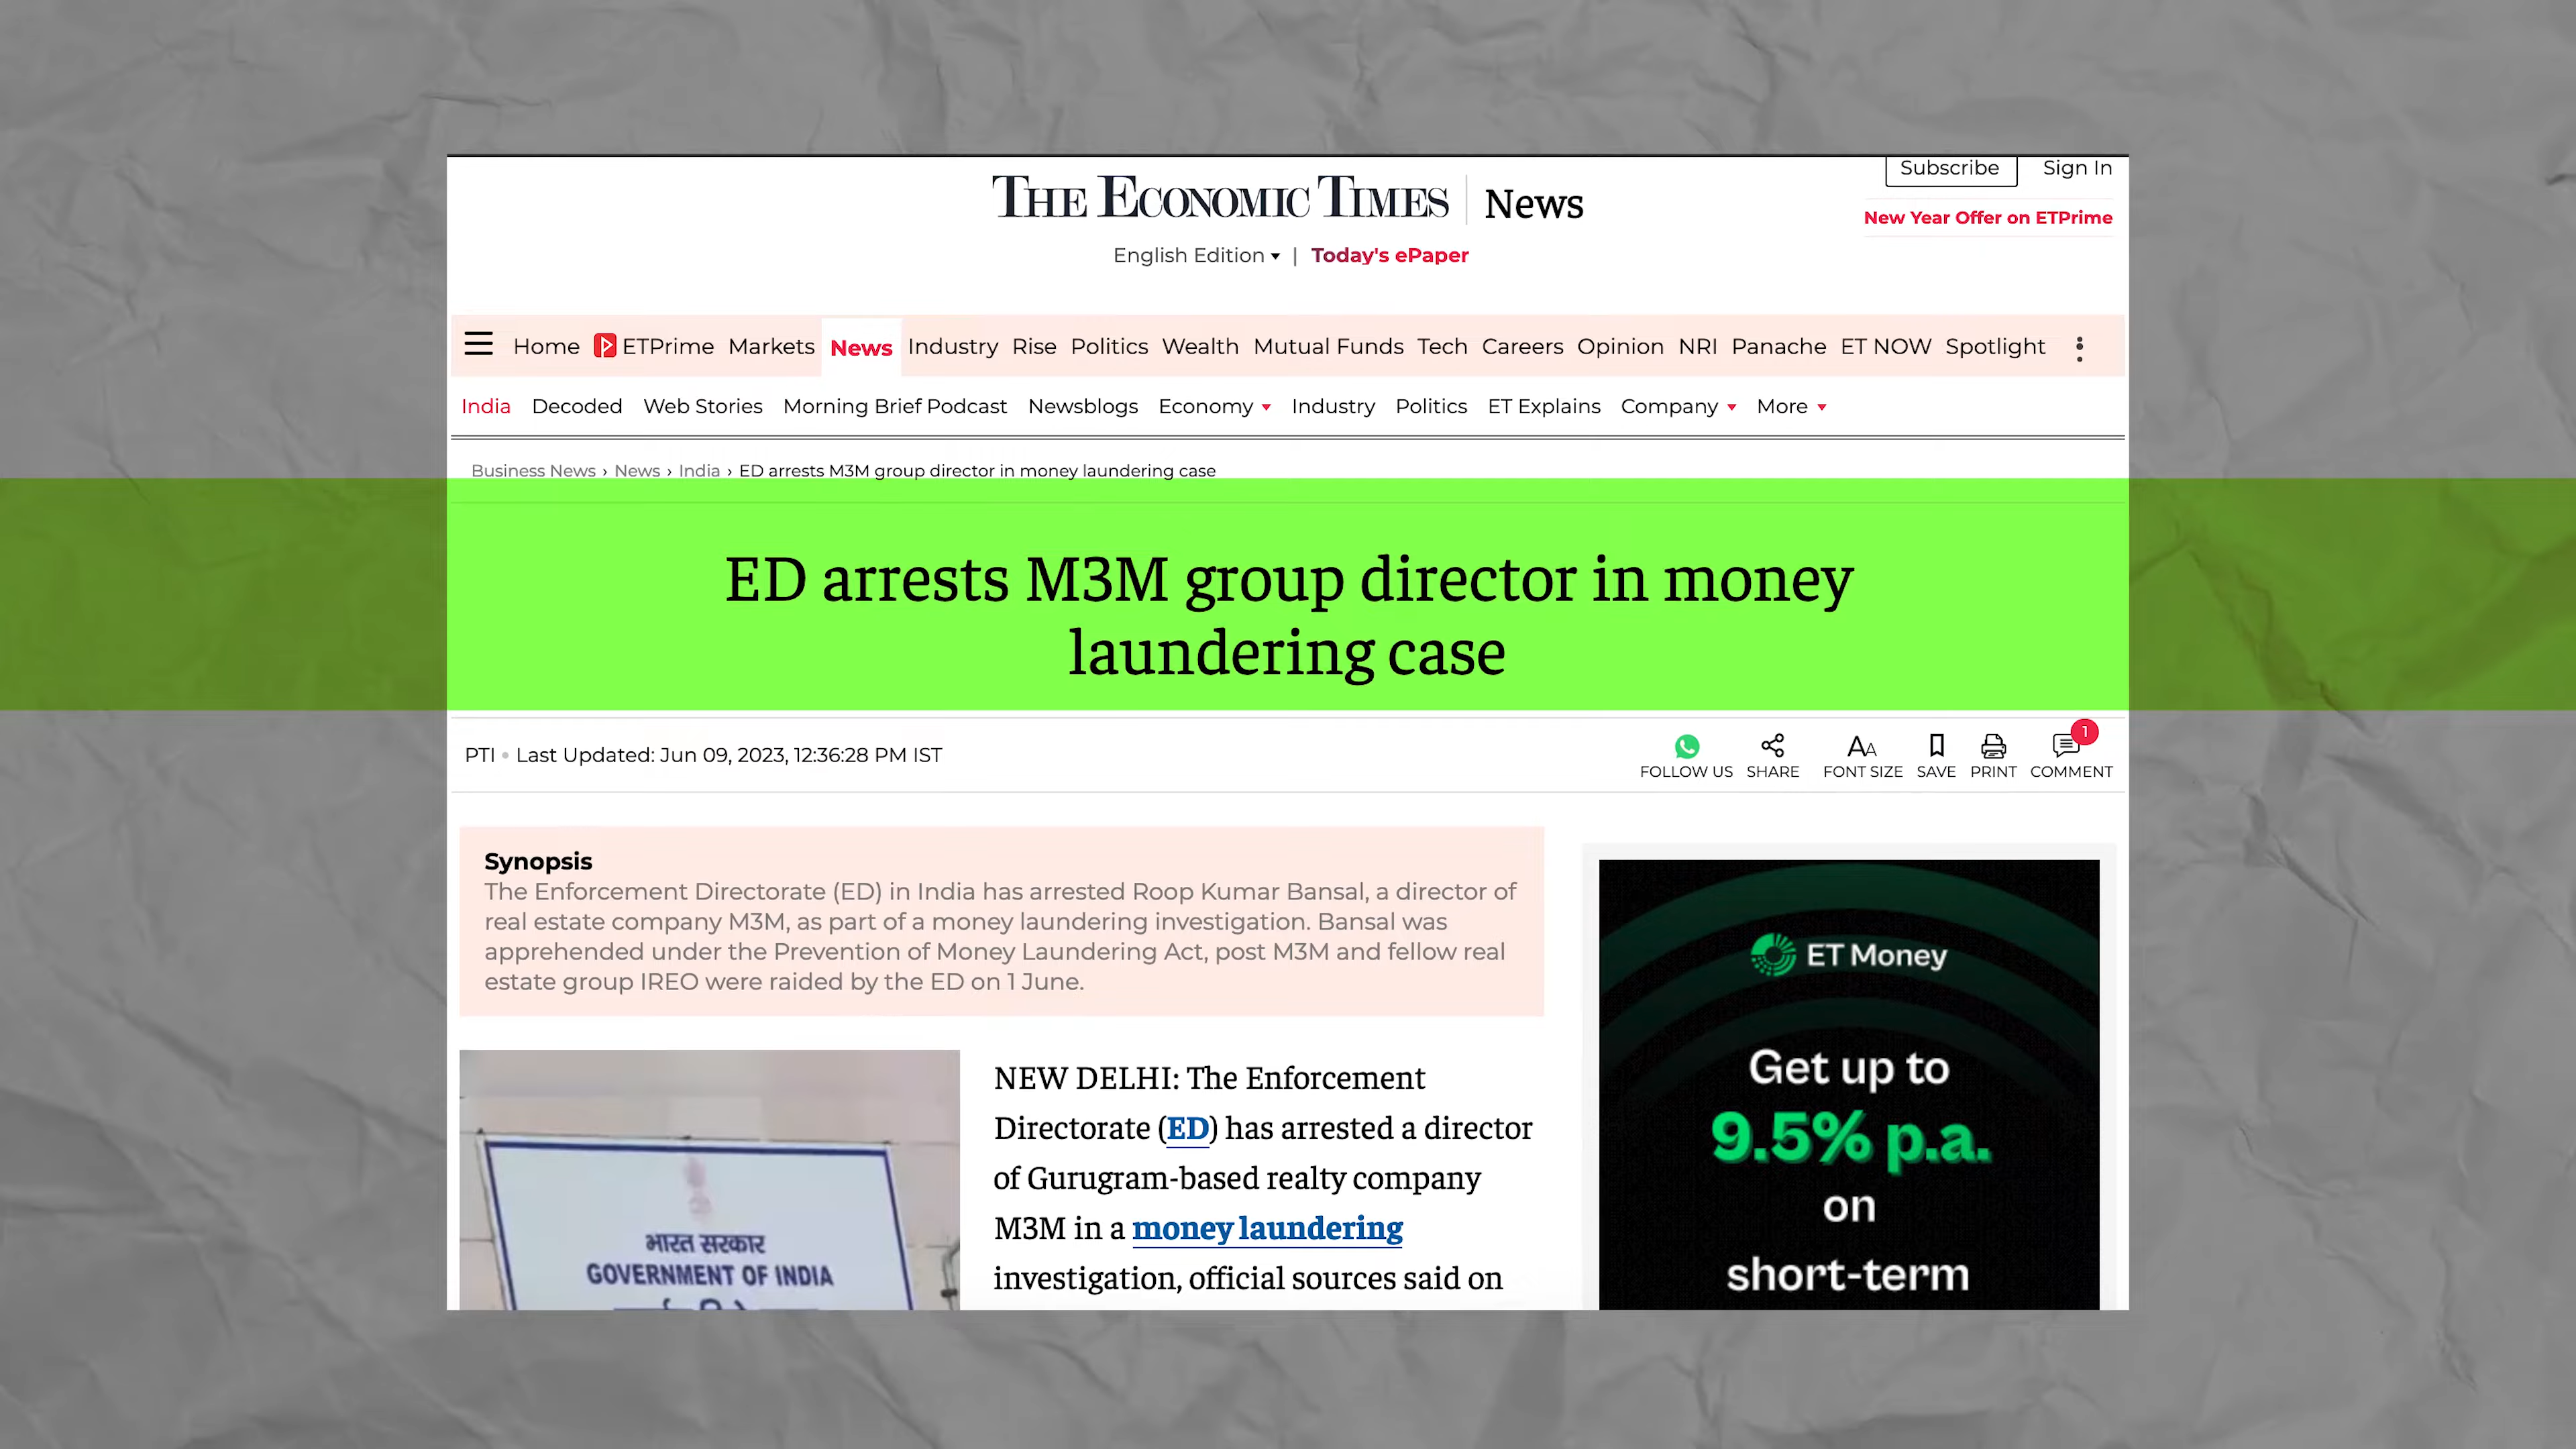 THE ECONOMIC TIMES | News
Subscribe Sign In
New Year Offer on ETPrime
English Edition | Today's ePaper
Home ETPrime Markets News Industry Rise Politics Wealth Mutual Funds Tech Careers Opinion NRI Panache ET NOW Spotlight
India Decoded Web Stories Morning Brief Podcast Newsblogs Economy Industry Politics ET Explains Company More
Business News › News › India › ED arrests M3M group director in money laundering case
ED arrests M3M group director in money
laundering case
PTI • Last Updated: Jun 09, 2023, 12:36:28 PM IST
FOLLOW US SHARE FONT SIZE SAVE PRINT COMMENT
1
Synopsis
The Enforcement Directorate (ED) in India has arrested Roop Kumar Bansal, a director of
real estate company M3M, as part of a money laundering investigation. Bansal was
apprehended under the Prevention of Money Laundering Act, post M3M and fellow real
estate group IREO were raided by the ED on 1 June.
भारत सरकार
GOVERNMENT OF INDIA
NEW DELHI: The Enforcement
Directorate (ED) has arrested a director
of Gurugram-based realty company
M3M in a money laundering
investigation, official sources said on
ET Money
Get up to
9.5% p.a.
on
short-term